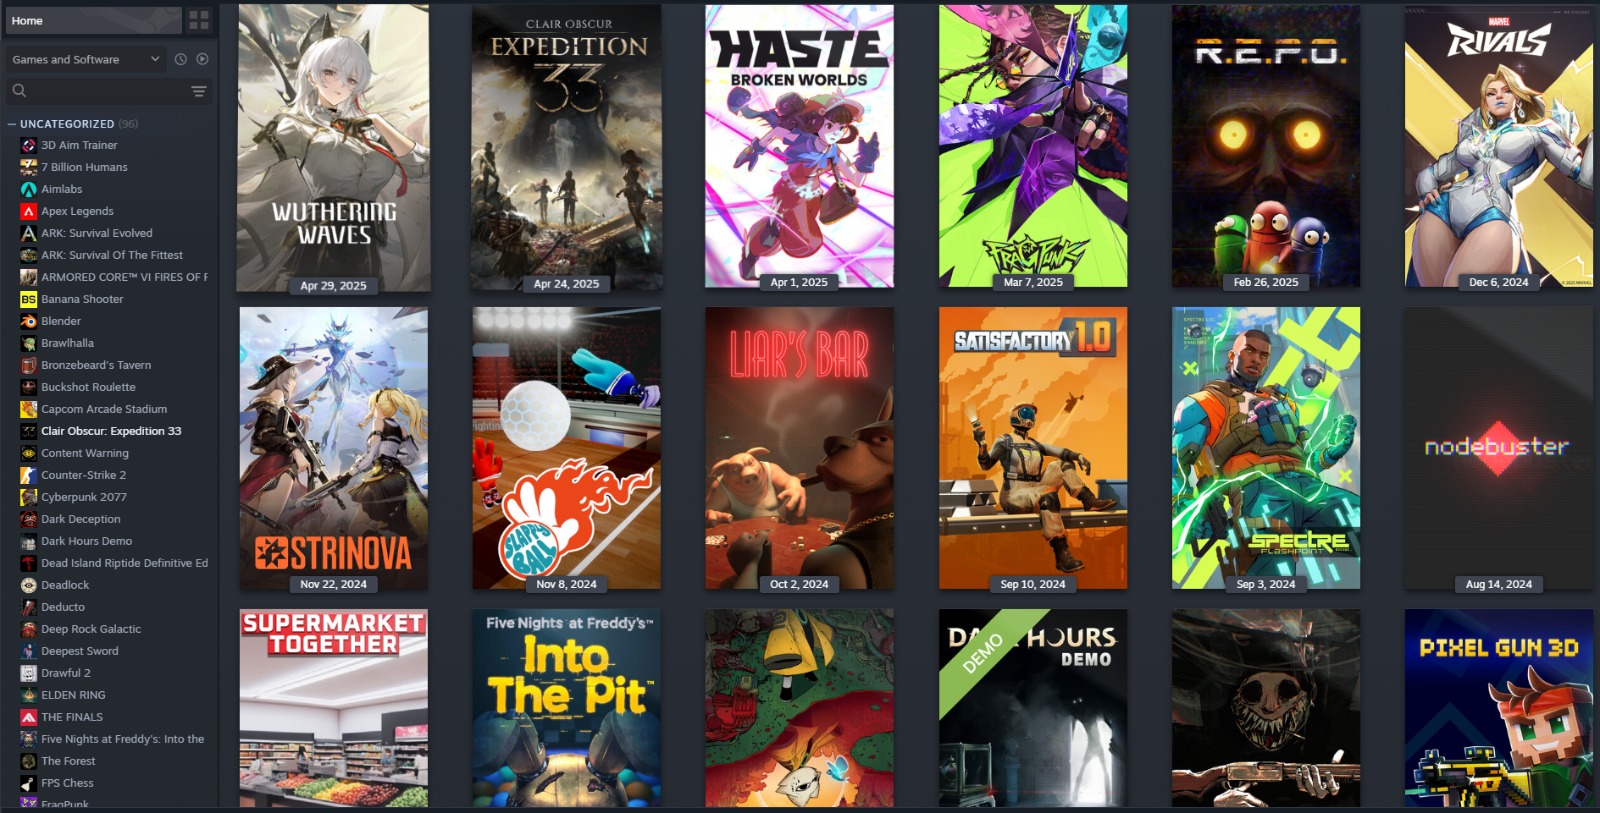 Home
Games and Software
UNCATEGORIZED (96)
3D Aim Trainer
7 Billion Humans
Aimlabs
Apex Legends
ARK: Survival Evolved
ARK: Survival Of The Fittest
ARMORED CORE™ VI FIRES OF F
Banana Shooter
BS
Blender
Brawlhalla
Bronzebeard's Tavern
Buckshot Roulette
Capcom Arcade Stadium
Clair Obscur: Expedition 33
Content Warning
Counter-Strike 2
Cyberpunk 2077
Dark Deception
Dark Hours Demo
Dead Island Riptide Definitive Ed
Deadlock
Deducto
Deep Rock Galactic
Deepest Sword
Drawful 2
ELDEN RING
THE FINALS
Five Nights at Freddy's: Into the
The Forest
FPS Chess
FragPunk
WUTHERING
WAVES
Apr 29, 2025
CLAIR OBSCUR
EXPEDITION
33
Apr 24, 2025
HASTE
BROKEN WORLDS
Apr 1, 2025
FRAGPUNK
Mar 7, 2025
R.E.P.O.
Feb 26, 2025
MARVEL
RIVALS
Dec 6, 2024
STRINOVA
Nov 22, 2024
SLAPPY
BALL
Nov 8, 2024
LIAR'S BAR
Oct 2, 2024
SATISFACTORY 1.0
Sep 10, 2024
SPECTRE
Sep 3, 2024
nodebuster
Aug 14, 2024
SUPERMARKET
TOGETHER
Five Nights at Freddy's™
Into
The Pit™
DEMO
HOURS
DEMO
PIXEL GUN 3D